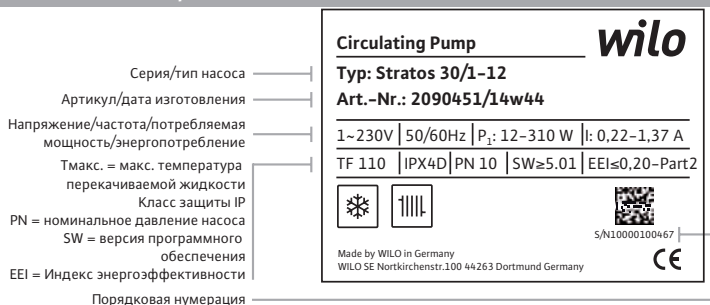 Серия/тип насоса
Артикул/дата изготовления
Напряжение/частота/потребляемая
мощность/энергопотребление
Tмакс. = макс. температура
перекачиваемой жидкости
Класс защиты IP
PN = номинальное давление насоса
SW = версия программного
обеспечения
EEI = Индекс энергоэффективности
Порядковая нумерация
wilo
Circulating Pump
Typ: Stratos 30/1-12
Art.-Nr.: 2090451/14w44
1~230V 50/60Hz P₁: 12-310 W I: 0,22-1,37 A
TF 110 IPX4D PN 10 SW≥5.01 EEI≤0,20-Part2
S/N10000100467
Made by WILO in Germany
WILO SE Nortkirchenstr.100 44263 Dortmund Germany
CE